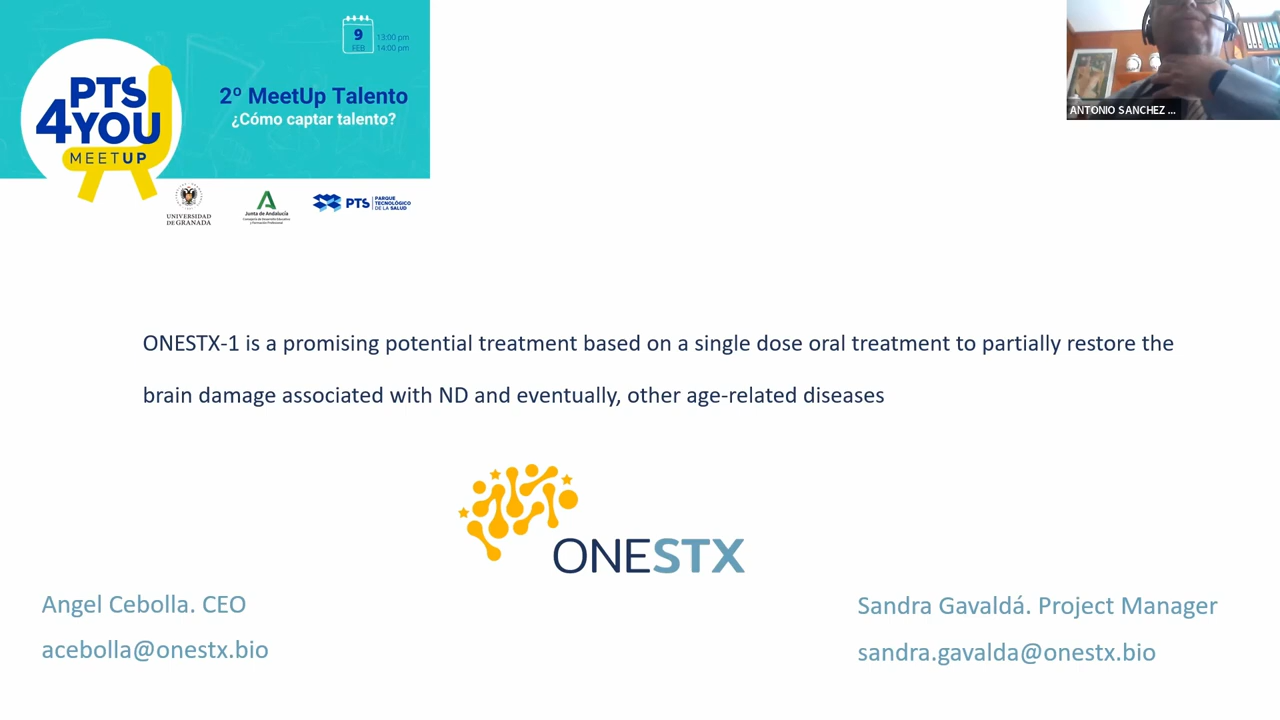 9
FEB
13:00 pm
14:00 pm
PTS
4YOU
MEETUP
2º MeetUp Talento
¿Cómo captar talento?
UNIVERSIDAD
DE GRANADA
Junta de Andalucía
PTS
PARQUE
TECNOLÓGICO
DE LA SALUD
ANTONIO SANCHEZ ...
ONESTX-1 is a promising potential treatment based on a single dose oral treatment to partially restore the
brain damage associated with ND and eventually, other age-related diseases
ONESTX
Angel Cebolla. CEO
acebolla@onestx.bio
Sandra Gavaldá. Project Manager
sandra.gavalda@onestx.bio